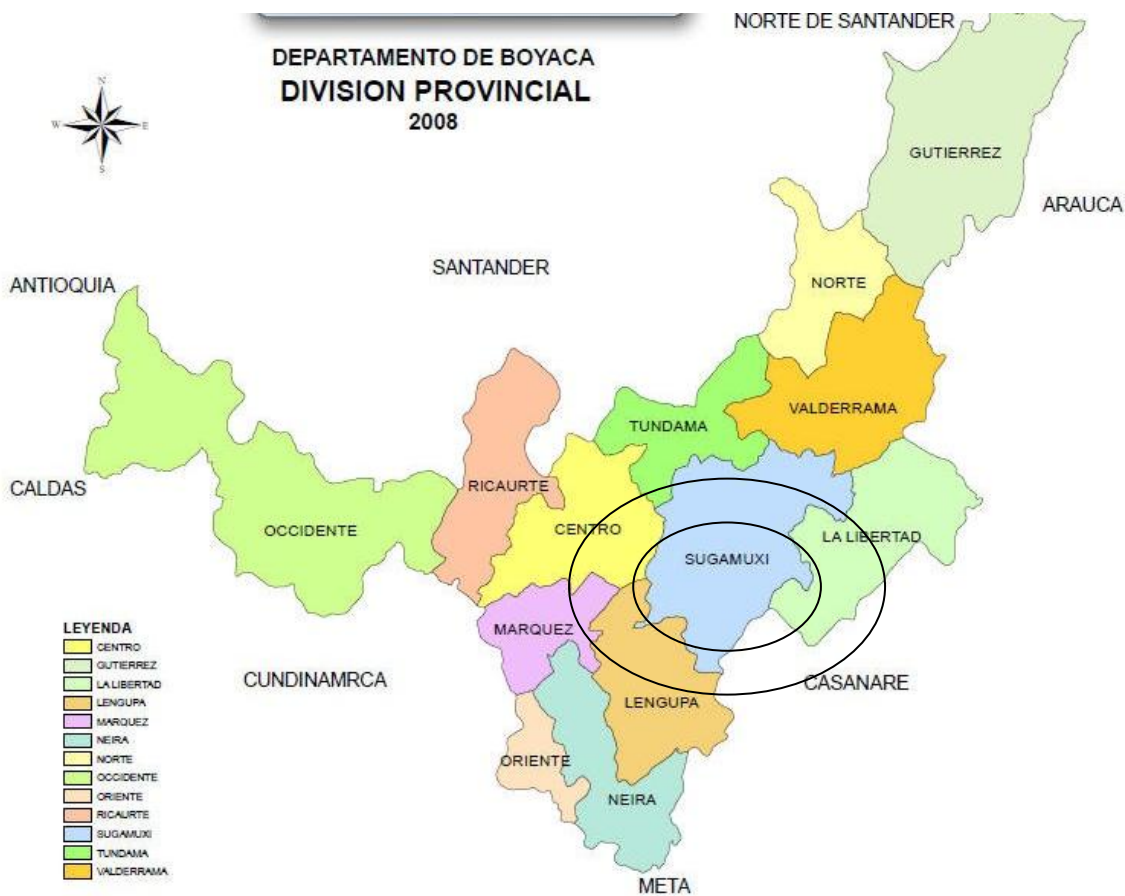 NORTE DE SANTANDER
DEPARTAMENTO DE BOYACA
DIVISION PROVINCIAL
2008
N
W E
S
GUTIERREZ
ARAUCA
SANTANDER
NORTE
ANTIOQUIA
VALDERRAMA
TUNDAMA
CALDAS
RICAURTE
OCCIDENTE
CENTRO
LA LIBERTAD
SUGAMUXI
MARQUEZ
CUNDINAMRCA
CASANARE
LENGUPA
ORIENTE
NEIRA
META
LEYENDA
CENTRO
GUTIERREZ
LA LIBERTAD
LENGUPA
MARQUEZ
NEIRA
NORTE
OCCIDENTE
ORIENTE
RICAURTE
SUGAMUXI
TUNDAMA
VALDERRAMA